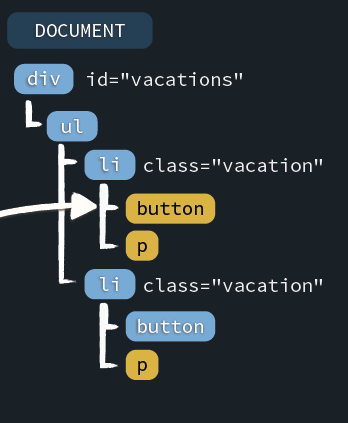 DOCUMENT
div id="vacations"
ul
li class="vacation"
button
p
li class="vacation"
button
p